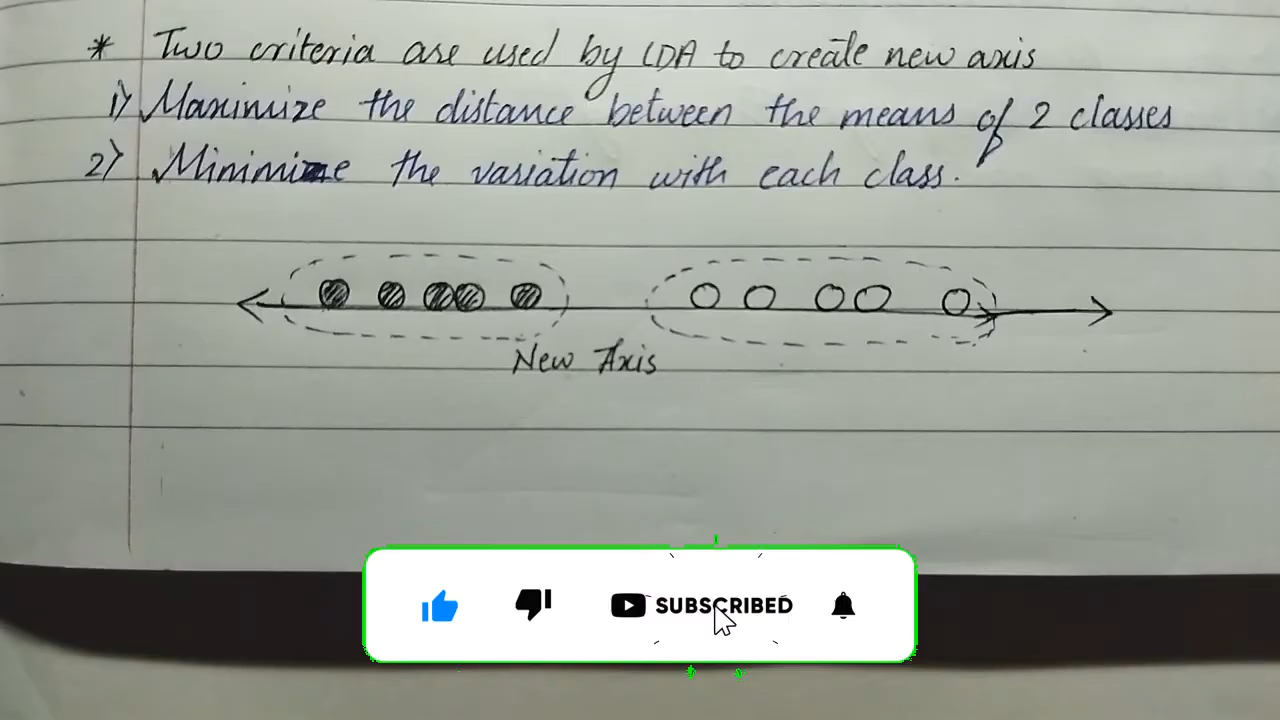 * Two criteria are used by LDA to create new axis
1) Maximize the distance between the means of 2 classes
2) Minimize the variation with each class.
New Axis
SUBSCRIBED